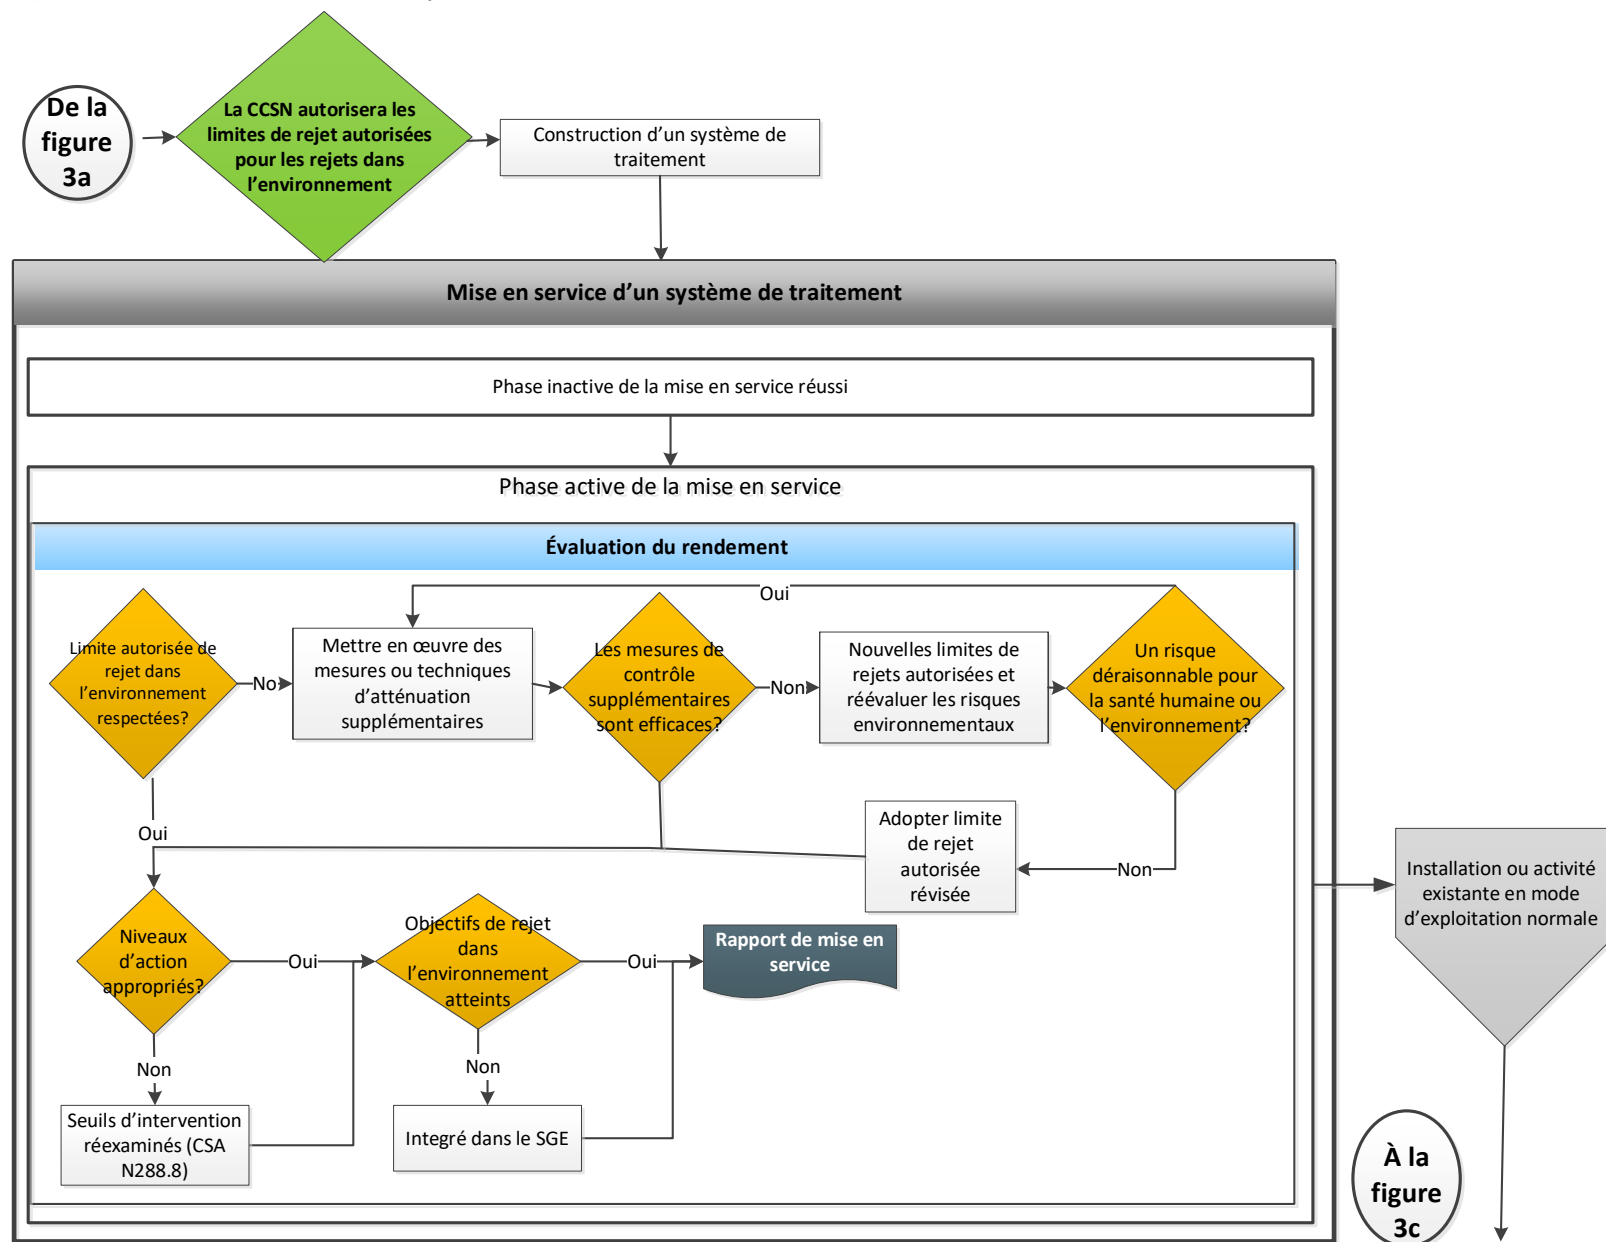 De la
figure
3a
La CCSN autorisera les
limites de rejet autorisées
pour les rejets dans
l’environnement
Construction d’un système de
traitement
Mise en service d’un système de traitement
Phase inactive de la mise en service réussi
Phase active de la mise en service
Évaluation du rendement
Oui
Limite autorisée de
rejet dans
l’environnement
respectées?
No
Mettre en œuvre des
mesures ou techniques
d’atténuation
supplémentaires
Les mesures de
contrôle
supplémentaires
sont efficaces?
Non
Nouvelles limites de
rejets autorisées et
réévaluer les risques
environnementaux
Un risque
déraisonnable pour
la santé humaine ou
l’environnement?
Oui
Adopter limite
de rejet
autorisée
révisée
Non
Installation ou activité
existante en mode
d’exploitation normale
Niveaux
d’action
appropriés?
Oui
Objectifs de rejet
dans
l’environnement
atteints
Oui
Rapport de mise en
service
Non
Non
Seuils d’intervention
réexaminés (CSA
N288.8)
Integré dans le SGE
À la
figure
3c